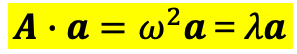 A · a = ω²a = λa